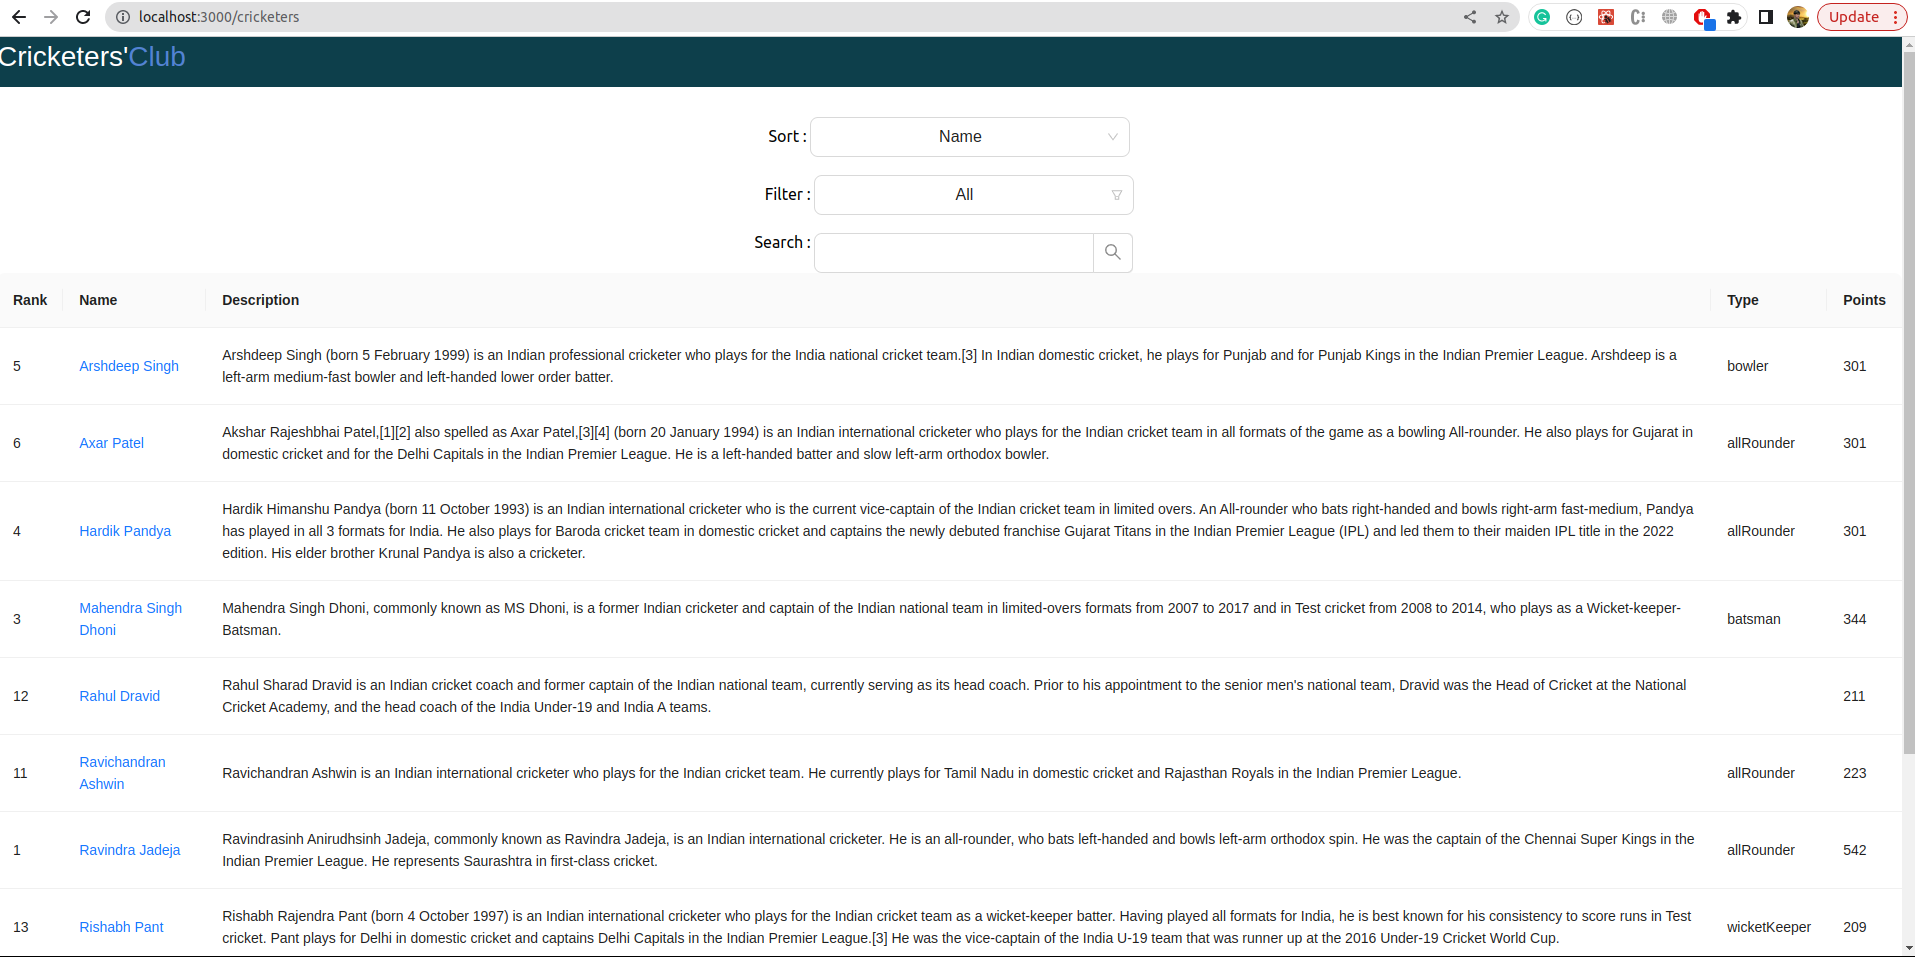 localhost:3000/cricketers
Update
Cricketers'Club
Sort : Name
Filter : All
Search :
Rank Name Description Type Points
5 Arshdeep Singh Arshdeep Singh (born 5 February 1999) is an Indian professional cricketer who plays for the India national cricket team.[3] In Indian domestic cricket, he plays for Punjab and for Punjab Kings in the Indian Premier League. Arshdeep is a
left-arm medium-fast bowler and left-handed lower order batter. bowler 301
6 Axar Patel Akshar Rajeshbhai Patel,[1][2] also spelled as Axar Patel,[3][4] (born 20 January 1994) is an Indian international cricketer who plays for the Indian cricket team in all formats of the game as a bowling All-rounder. He also plays for Gujarat in
domestic cricket and for the Delhi Capitals in the Indian Premier League. He is a left-handed batter and slow left-arm orthodox bowler. allRounder 301
Hardik Himanshu Pandya (born 11 October 1993) is an Indian international cricketer who is the current vice-captain of the Indian cricket team in limited overs. An All-rounder who bats right-handed and bowls right-arm fast-medium, Pandya
4 Hardik Pandya has played in all 3 formats for India. He also plays for Baroda cricket team in domestic cricket and captains the newly debuted franchise Gujarat Titans in the Indian Premier League (IPL) and led them to their maiden IPL title in the 2022 allRounder 301
edition. His elder brother Krunal Pandya is also a cricketer.
3 Mahendra Singh Mahendra Singh Dhoni, commonly known as MS Dhoni, is a former Indian cricketer and captain of the Indian national team in limited-overs formats from 2007 to 2017 and in Test cricket from 2008 to 2014, who plays as a Wicket-keeper-
Dhoni Batsman. batsman 344
12 Rahul Dravid Rahul Sharad Dravid is an Indian cricket coach and former captain of the Indian national team, currently serving as its head coach. Prior to his appointment to the senior men's national team, Dravid was the Head of Cricket at the National
Cricket Academy, and the head coach of the India Under-19 and India A teams. 211
Ravichandran
11 Ashwin Ravichandran Ashwin is an Indian international cricketer who plays for the Indian cricket team. He currently plays for Tamil Nadu in domestic cricket and Rajasthan Royals in the Indian Premier League. allRounder 223
1 Ravindra Jadeja Ravindrasinh Anirudhsinh Jadeja, commonly known as Ravindra Jadeja, is an Indian international cricketer. He is an all-rounder, who bats left-handed and bowls left-arm orthodox spin. He was the captain of the Chennai Super Kings in the
Indian Premier League. He represents Saurashtra in first-class cricket. allRounder 542
13 Rishabh Pant Rishabh Rajendra Pant (born 4 October 1997) is an Indian international cricketer who plays for the Indian cricket team as a wicket-keeper batter. Having played all formats for India, he is best known for his consistency to score runs in Test
cricket. Pant plays for Delhi in domestic cricket and captains Delhi Capitals in the Indian Premier League.[3] He was the vice-captain of the India U-19 team that was runner up at the 2016 Under-19 Cricket World Cup. wicketKeeper 209